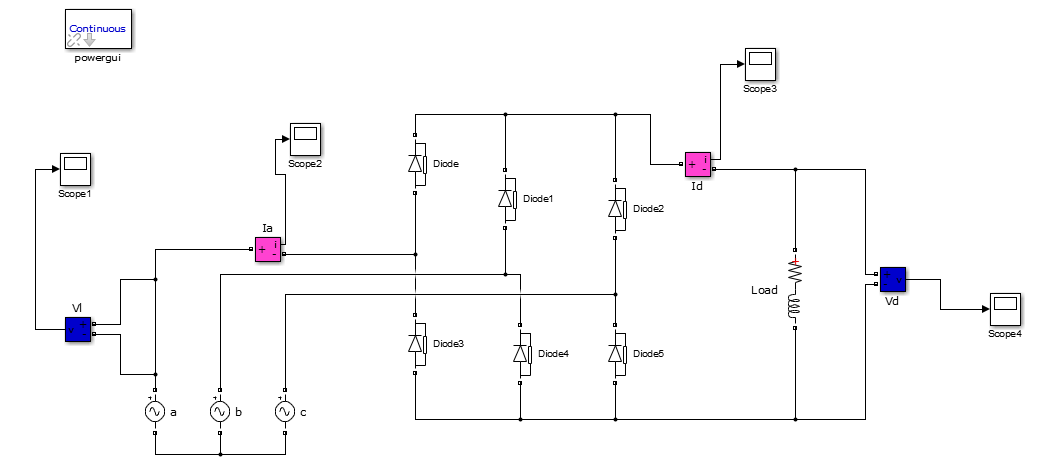 Continuous
powergui
Scope3
Scope2
Scope1
Diode
Diode1
Diode2
Id
Ia
Load
Vd
Vl
Scope4
Diode3
Diode4
Diode5
a
b
c